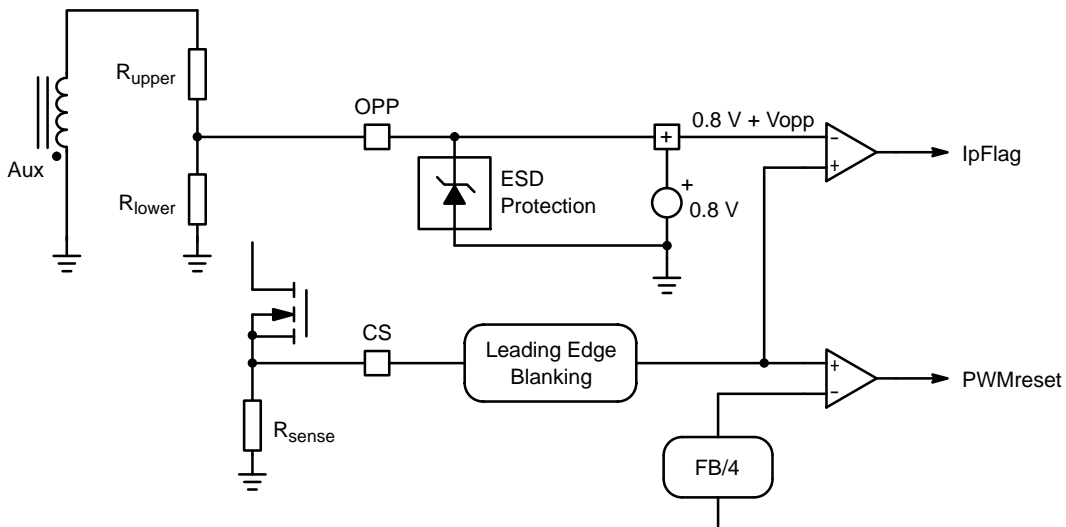 Aux
Rupper
Rlower
OPP
ESD
Protection
+
+
0.8 V
0.8 V + Vopp
-
+
IpFlag
CS
Rsense
Leading Edge
Blanking
+
-
PWMreset
FB/4